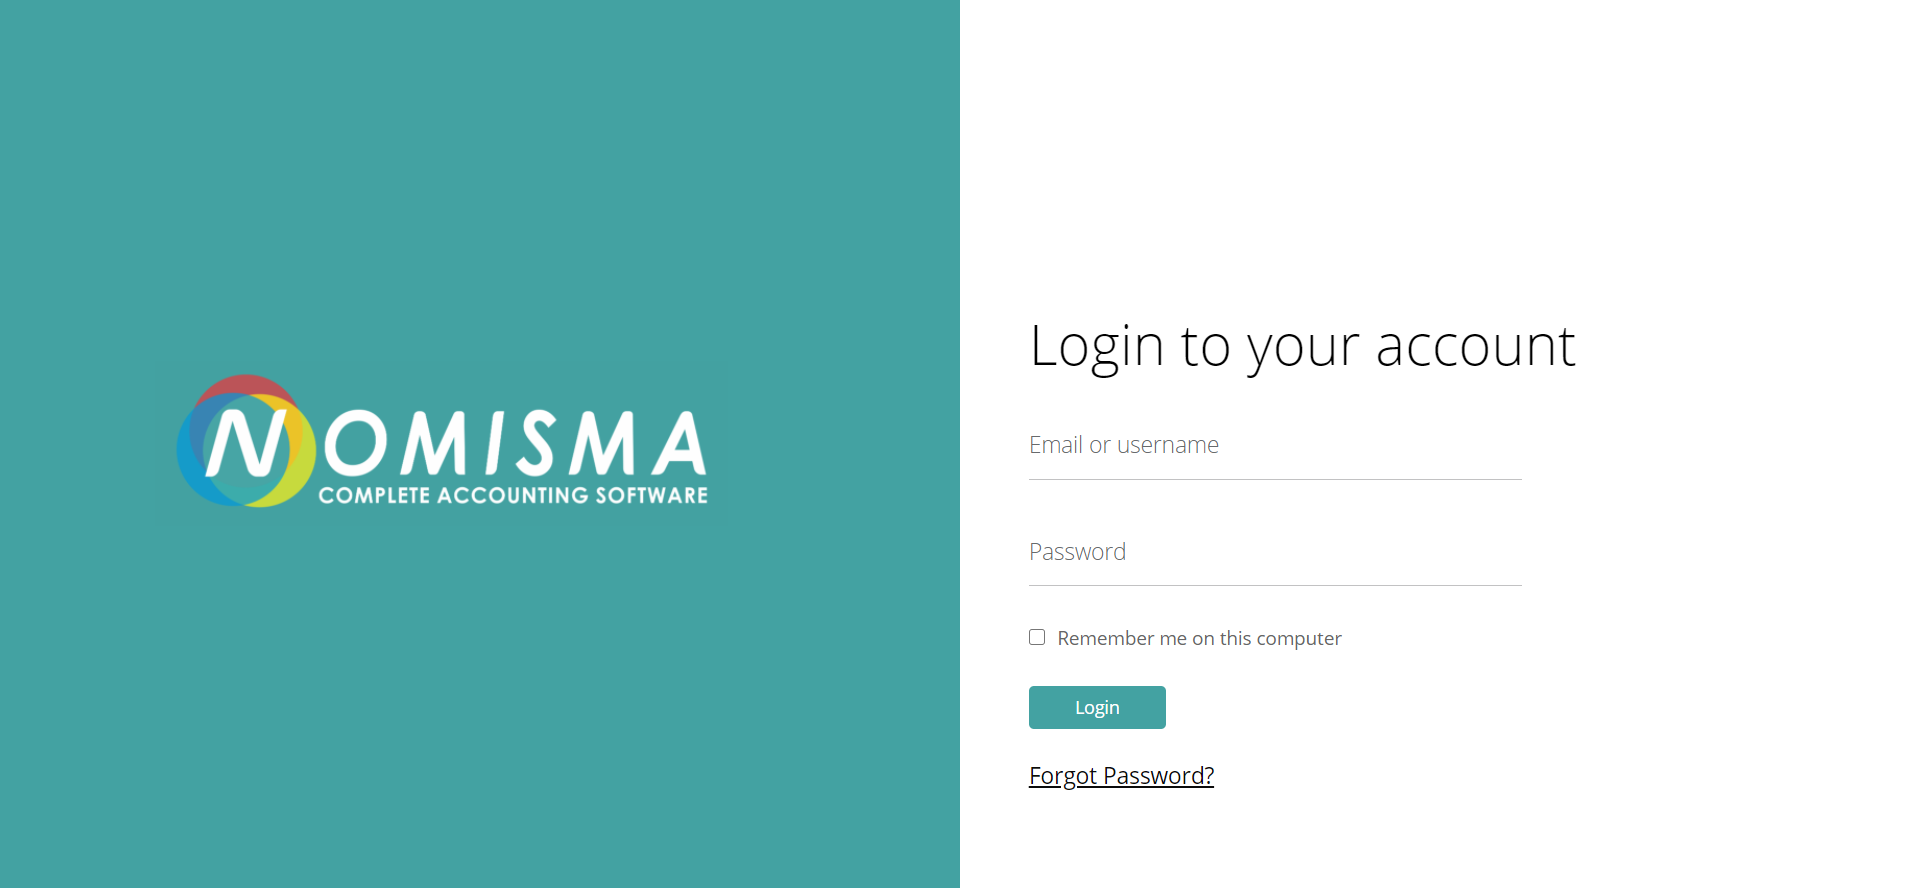 NOMISMA
COMPLETE ACCOUNTING SOFTWARE
Login to your account
Email or username
Password
Remember me on this computer
Login
Forgot Password?